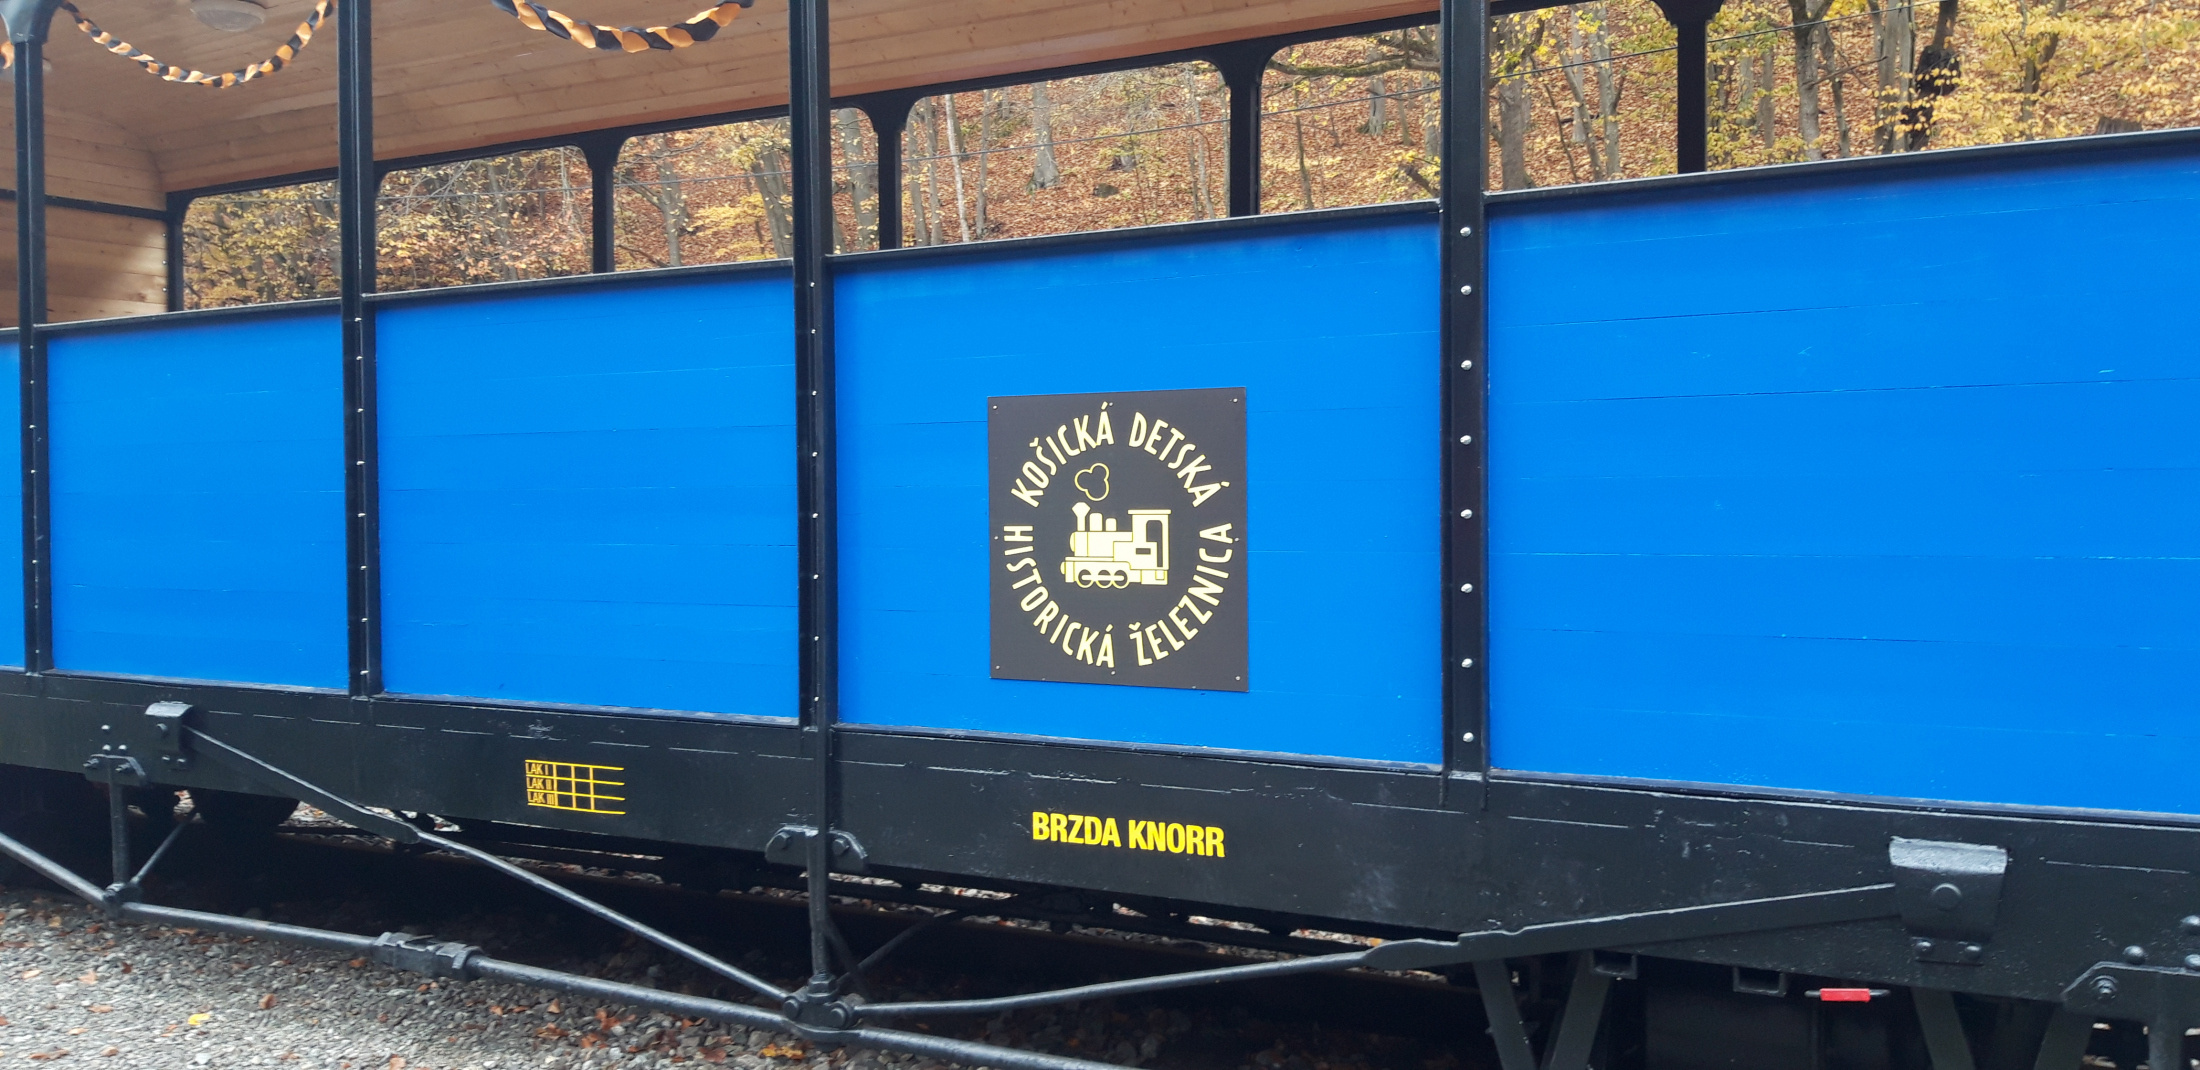 KOŠICKÁ DETSKÁ
HISTORICKÁ ŽELEZNICA
LAK I
LAK II
LAK III
BRZDA KNORR